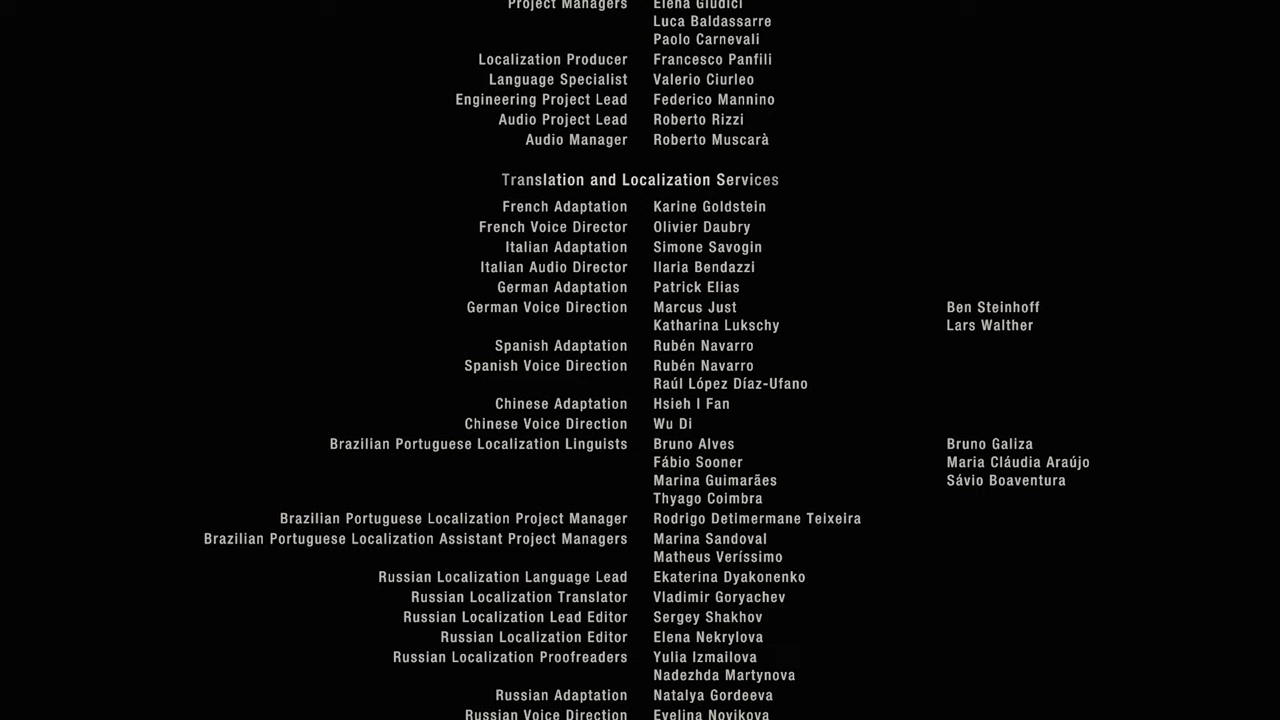 Project Managers Elena Giudici
Luca Baldassarre
Paolo Carnevali
Localization Producer Francesco Panfili
Language Specialist Valerio Ciurleo
Engineering Project Lead Federico Mannino
Audio Project Lead Roberto Rizzi
Audio Manager Roberto Muscarà
Translation and Localization Services
French Adaptation Karine Goldstein
French Voice Director Olivier Daubry
Italian Adaptation Simone Savogin
Italian Audio Director Ilaria Bendazzi
German Adaptation Patrick Elias
German Voice Direction Marcus Just Ben Steinhoff
Katharina Lukschy Lars Walther
Spanish Adaptation Rubén Navarro
Spanish Voice Direction Rubén Navarro
Raúl López Díaz-Ufano
Chinese Adaptation Hsieh I Fan
Chinese Voice Direction Wu Di
Brazilian Portuguese Localization Linguists Bruno Alves Bruno Galiza
Fábio Sooner Maria Cláudia Araújo
Marina Guimarães Sávio Boaventura
Thyago Coimbra
Brazilian Portuguese Localization Project Manager Rodrigo Detimermane Teixeira
Brazilian Portuguese Localization Assistant Project Managers Marina Sandoval
Matheus Veríssimo
Russian Localization Language Lead Ekaterina Dyakonenko
Russian Localization Translator Vladimir Goryachev
Russian Localization Lead Editor Sergey Shakhov
Russian Localization Editor Elena Nekrylova
Russian Localization Proofreaders Yulia Izmailova
Nadezhda Martynova
Russian Adaptation Natalya Gordeeva
Russian Voice Direction Evelina Novikova